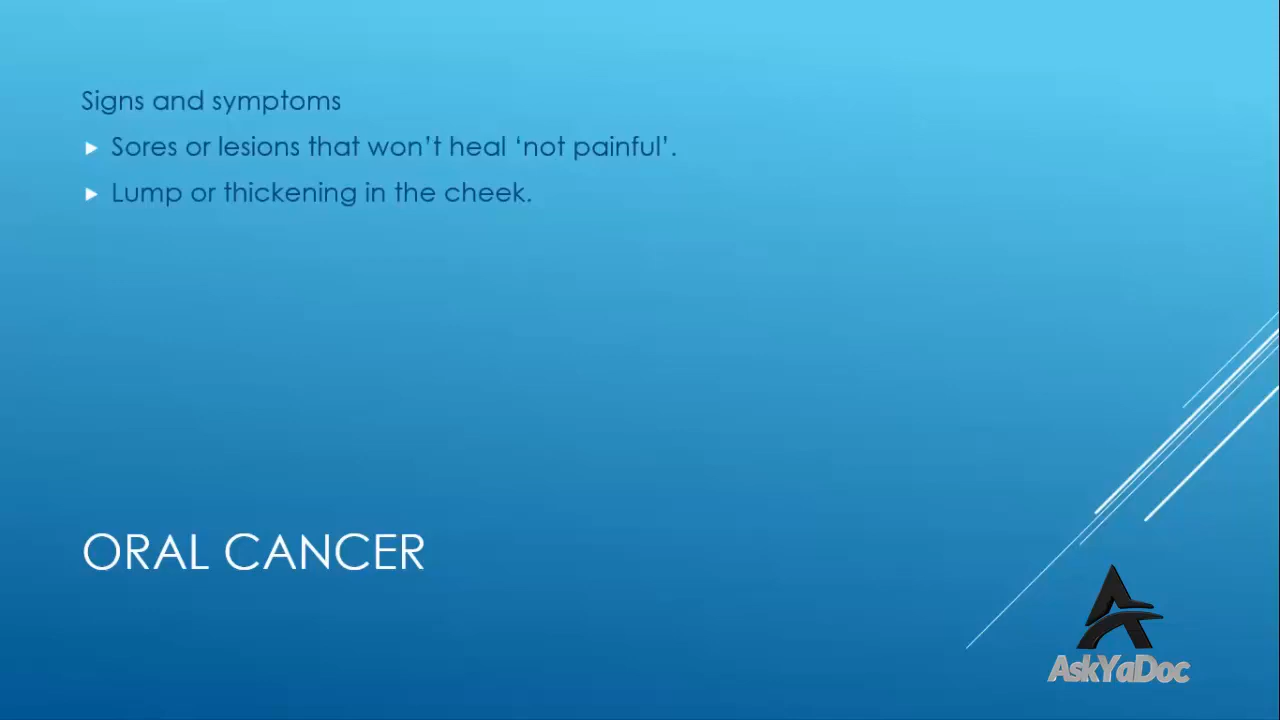 Signs and symptoms
Sores or lesions that won’t heal ‘not painful’.
Lump or thickening in the cheek.
ORAL CANCER
AskYaDoc